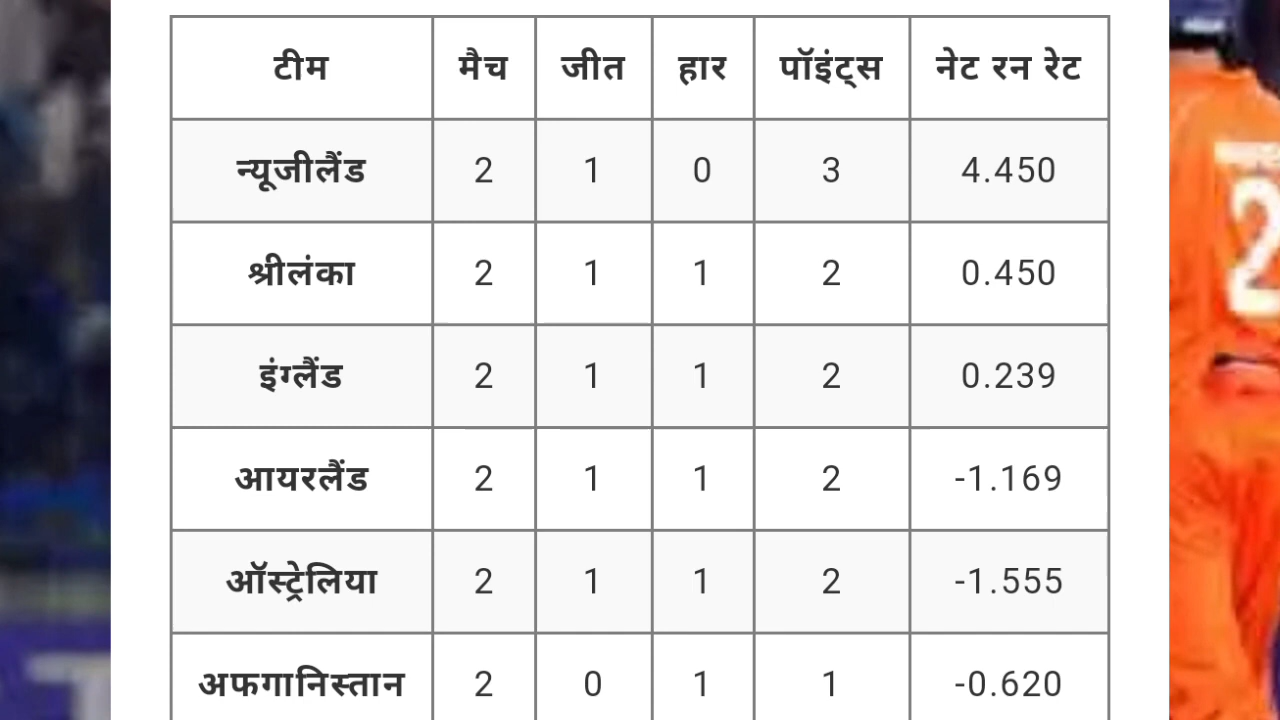 टीम मैच जीत हार पॉइंट्स नेट रन रेट
न्यूजीलैंड 2 1 0 3 4.450
श्रीलंका 2 1 1 2 0.450
इंग्लैंड 2 1 1 2 0.239
आयरलैंड 2 1 1 2 -1.169
ऑस्ट्रेलिया 2 1 1 2 -1.555
अफगानिस्तान 2 0 1 1 -0.620
2